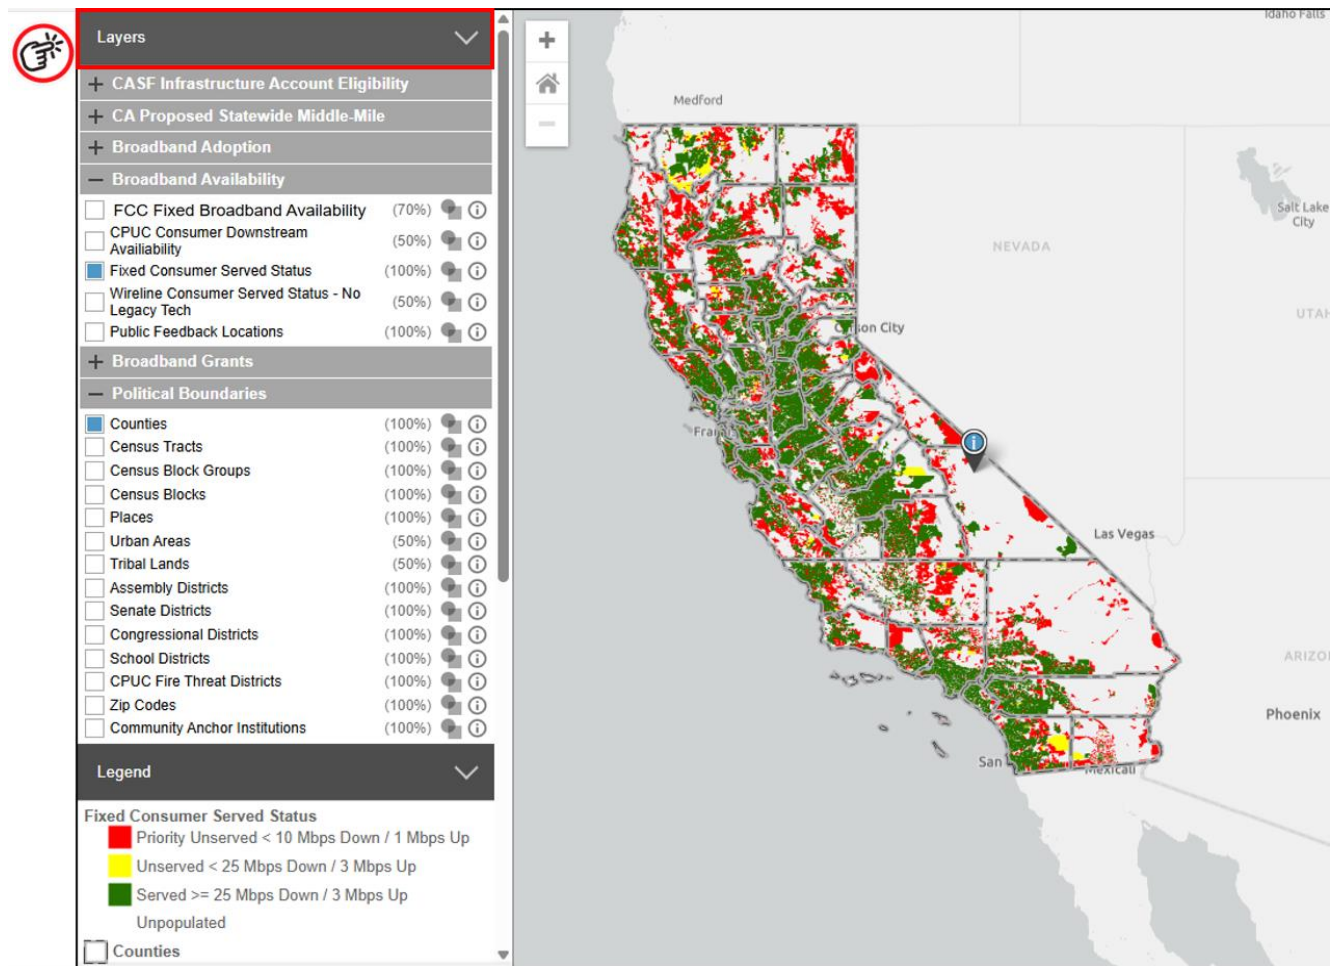 Layers
CASF Infrastructure Account Eligibility
CA Proposed Statewide Middle-Mile
Broadband Adoption
Broadband Availability
FCC Fixed Broadband Availability (70%)
CPUC Consumer Downstream
Availiability (50%)
Fixed Consumer Served Status (100%)
Wireline Consumer Served Status - No
Legacy Tech (50%)
Public Feedback Locations (100%)
Broadband Grants
Political Boundaries
Counties (100%)
Census Tracts (100%)
Census Block Groups (100%)
Census Blocks (100%)
Places (100%)
Urban Areas (50%)
Tribal Lands (50%)
Assembly Districts (100%)
Senate Districts (100%)
Congressional Districts (100%)
School Districts (100%)
CPUC Fire Threat Districts (100%)
Zip Codes (100%)
Community Anchor Institutions (100%)
Legend
Fixed Consumer Served Status
Priority Unserved < 10 Mbps Down / 1 Mbps Up
Unserved < 25 Mbps Down / 3 Mbps Up
Served >= 25 Mbps Down / 3 Mbps Up
Unpopulated
Counties
Idaho Falls
Medford
Salt Lake
City
NEVADA
UTAH
son City
Fran
Las Vegas
ARIZO
Phoenix
San
Mexicali